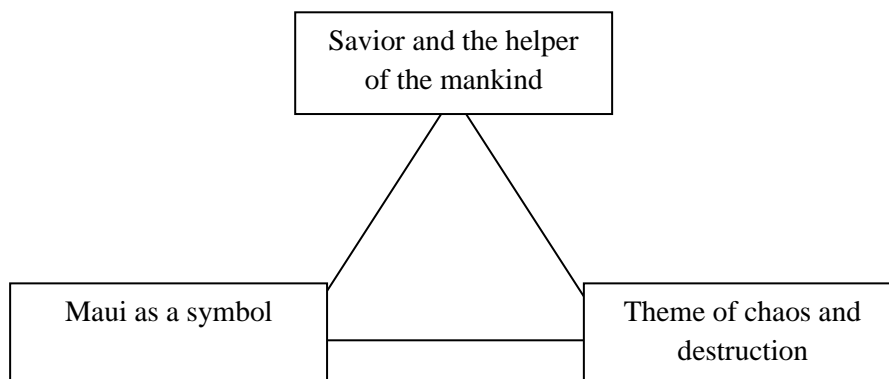 Savior and the helper
of the mankind
Maui as a symbol
Theme of chaos and
destruction